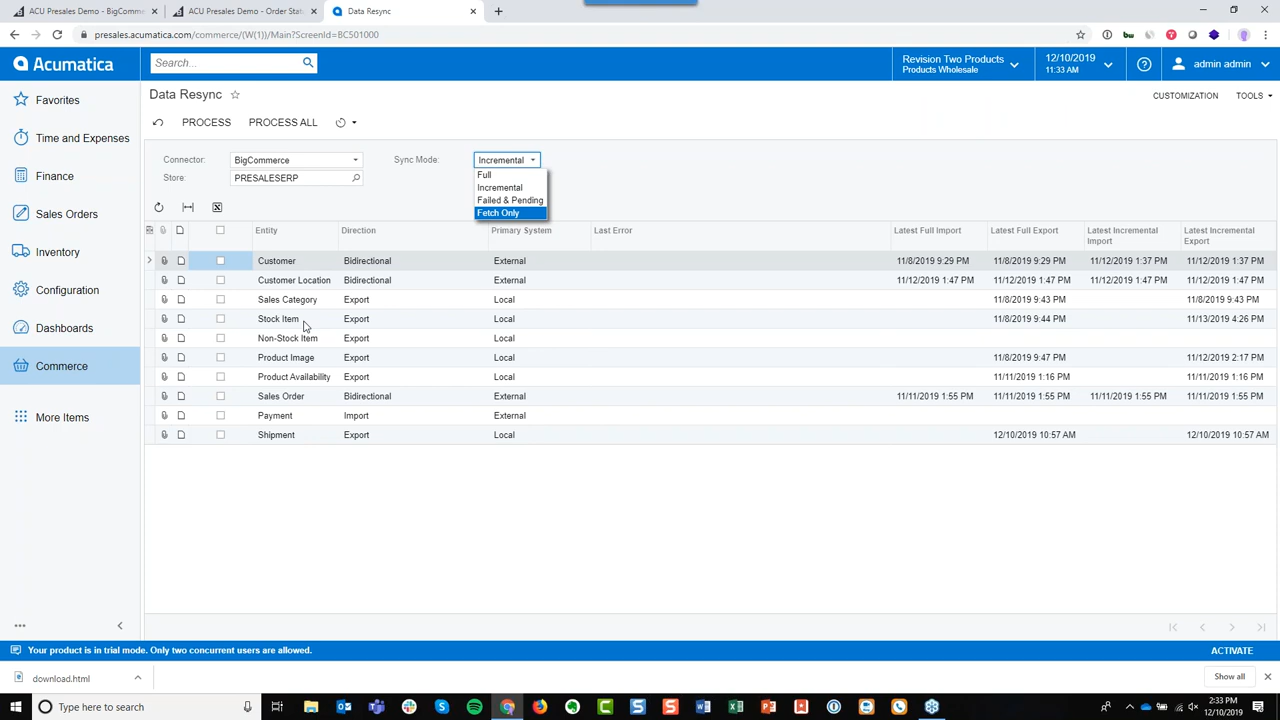 ACU Presales Demo - BigComme
ACU Presales Demo - Order Stat
Data Resync
presales.acumatica.com/commerce/(W(1))/Main?ScreenId=BC501000
Acumatica
Search...
Revision Two Products
Products Wholesale
12/10/2019
11:33 AM
admin admin
Favorites
Time and Expenses
Finance
Sales Orders
Inventory
Configuration
Dashboards
Commerce
More Items
Data Resync
CUSTOMIZATION
TOOLS
PROCESS
PROCESS ALL
Connector:
BigCommerce
Sync Mode:
Incremental
Store:
PRESALESERP
Full
Incremental
Failed & Pending
Fetch Only
Entity Direction Primary System Last Error Latest Full Import Latest Full Export Latest Incremental Import Latest Incremental Export
Customer Bidirectional External 11/8/2019 9:29 PM 11/8/2019 9:29 PM 11/12/2019 1:37 PM 11/12/2019 1:37 PM
Customer Location Bidirectional External 11/12/2019 1:47 PM 11/12/2019 1:47 PM 11/12/2019 1:47 PM 11/12/2019 1:47 PM
Sales Category Export Local 11/8/2019 9:43 PM 11/8/2019 9:43 PM
Stock Item Export Local 11/8/2019 9:44 PM 11/13/2019 4:26 PM
Non-Stock Item Export Local
Product Image Export Local 11/8/2019 9:47 PM 11/12/2019 2:17 PM
Product Availability Export Local 11/11/2019 1:16 PM 11/11/2019 1:16 PM
Sales Order Bidirectional External 11/11/2019 1:55 PM 11/11/2019 1:55 PM 11/11/2019 1:55 PM 11/11/2019 1:55 PM
Payment Import External
Shipment Export Local 12/10/2019 10:57 AM 12/10/2019 10:57 AM
Your product is in trial mode. Only two concurrent users are allowed.
ACTIVATE
download.html
Show all
Type here to search
2:33 PM
12/10/2019